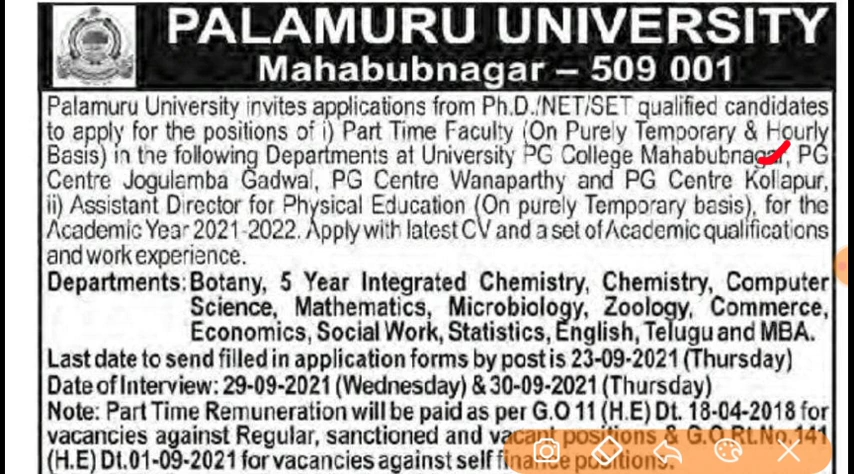 PALAMURU UNIVERSITY
Mahabubnagar – 509 001
Palamuru University invites applications from Ph.D./NET/SET qualified candidates
to apply for the positions of i) Part Time Faculty (On Purely Temporary & Hourly
Basis) in the following Departments at University PG College Mahabubnagar, PG
Centre Jogulamba Gadwal, PG Centre Wanaparthy and PG Centre Kollapur,
ii) Assistant Director for Physical Education (On purely Temporary basis), for the
Academic Year 2021-2022. Apply with latest CV and a set of Academic qualifications
and work experience.
Departments: Botany, 5 Year Integrated Chemistry, Chemistry, Computer
Science, Mathematics, Microbiology, Zoology, Commerce,
Economics, Social Work, Statistics, English, Telugu and MBA.
Last date to send filled in application forms by post is 23-09-2021 (Thursday)
Date of Interview: 29-09-2021 (Wednesday) & 30-09-2021 (Thursday)
Note: Part Time Remuneration will be paid as per G.O 11 (H.E) Dt. 18-04-2018 for
vacancies against Regular, sanctioned and vacant positions & G.O Rt.No.141
(H.E) Dt.01-09-2021 for vacancies against self finance positions.